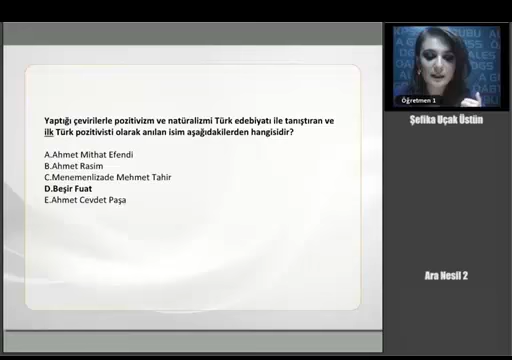 Yaptığı çevirilerle pozitivizm ve natüralizmi Türk edebiyatı ile tanıştıran ve
ilk Türk pozitivisti olarak anılan isim aşağıdakilerden hangisidir?
A.Ahmet Mithat Efendi
B.Ahmet Rasim
C.Menemenlizade Mehmet Tahir
D.Beşir Fuat
E.Ahmet Cevdet Paşa
Öğretmen 1
Şefika Uçak Üstün
Ara Nesil 2